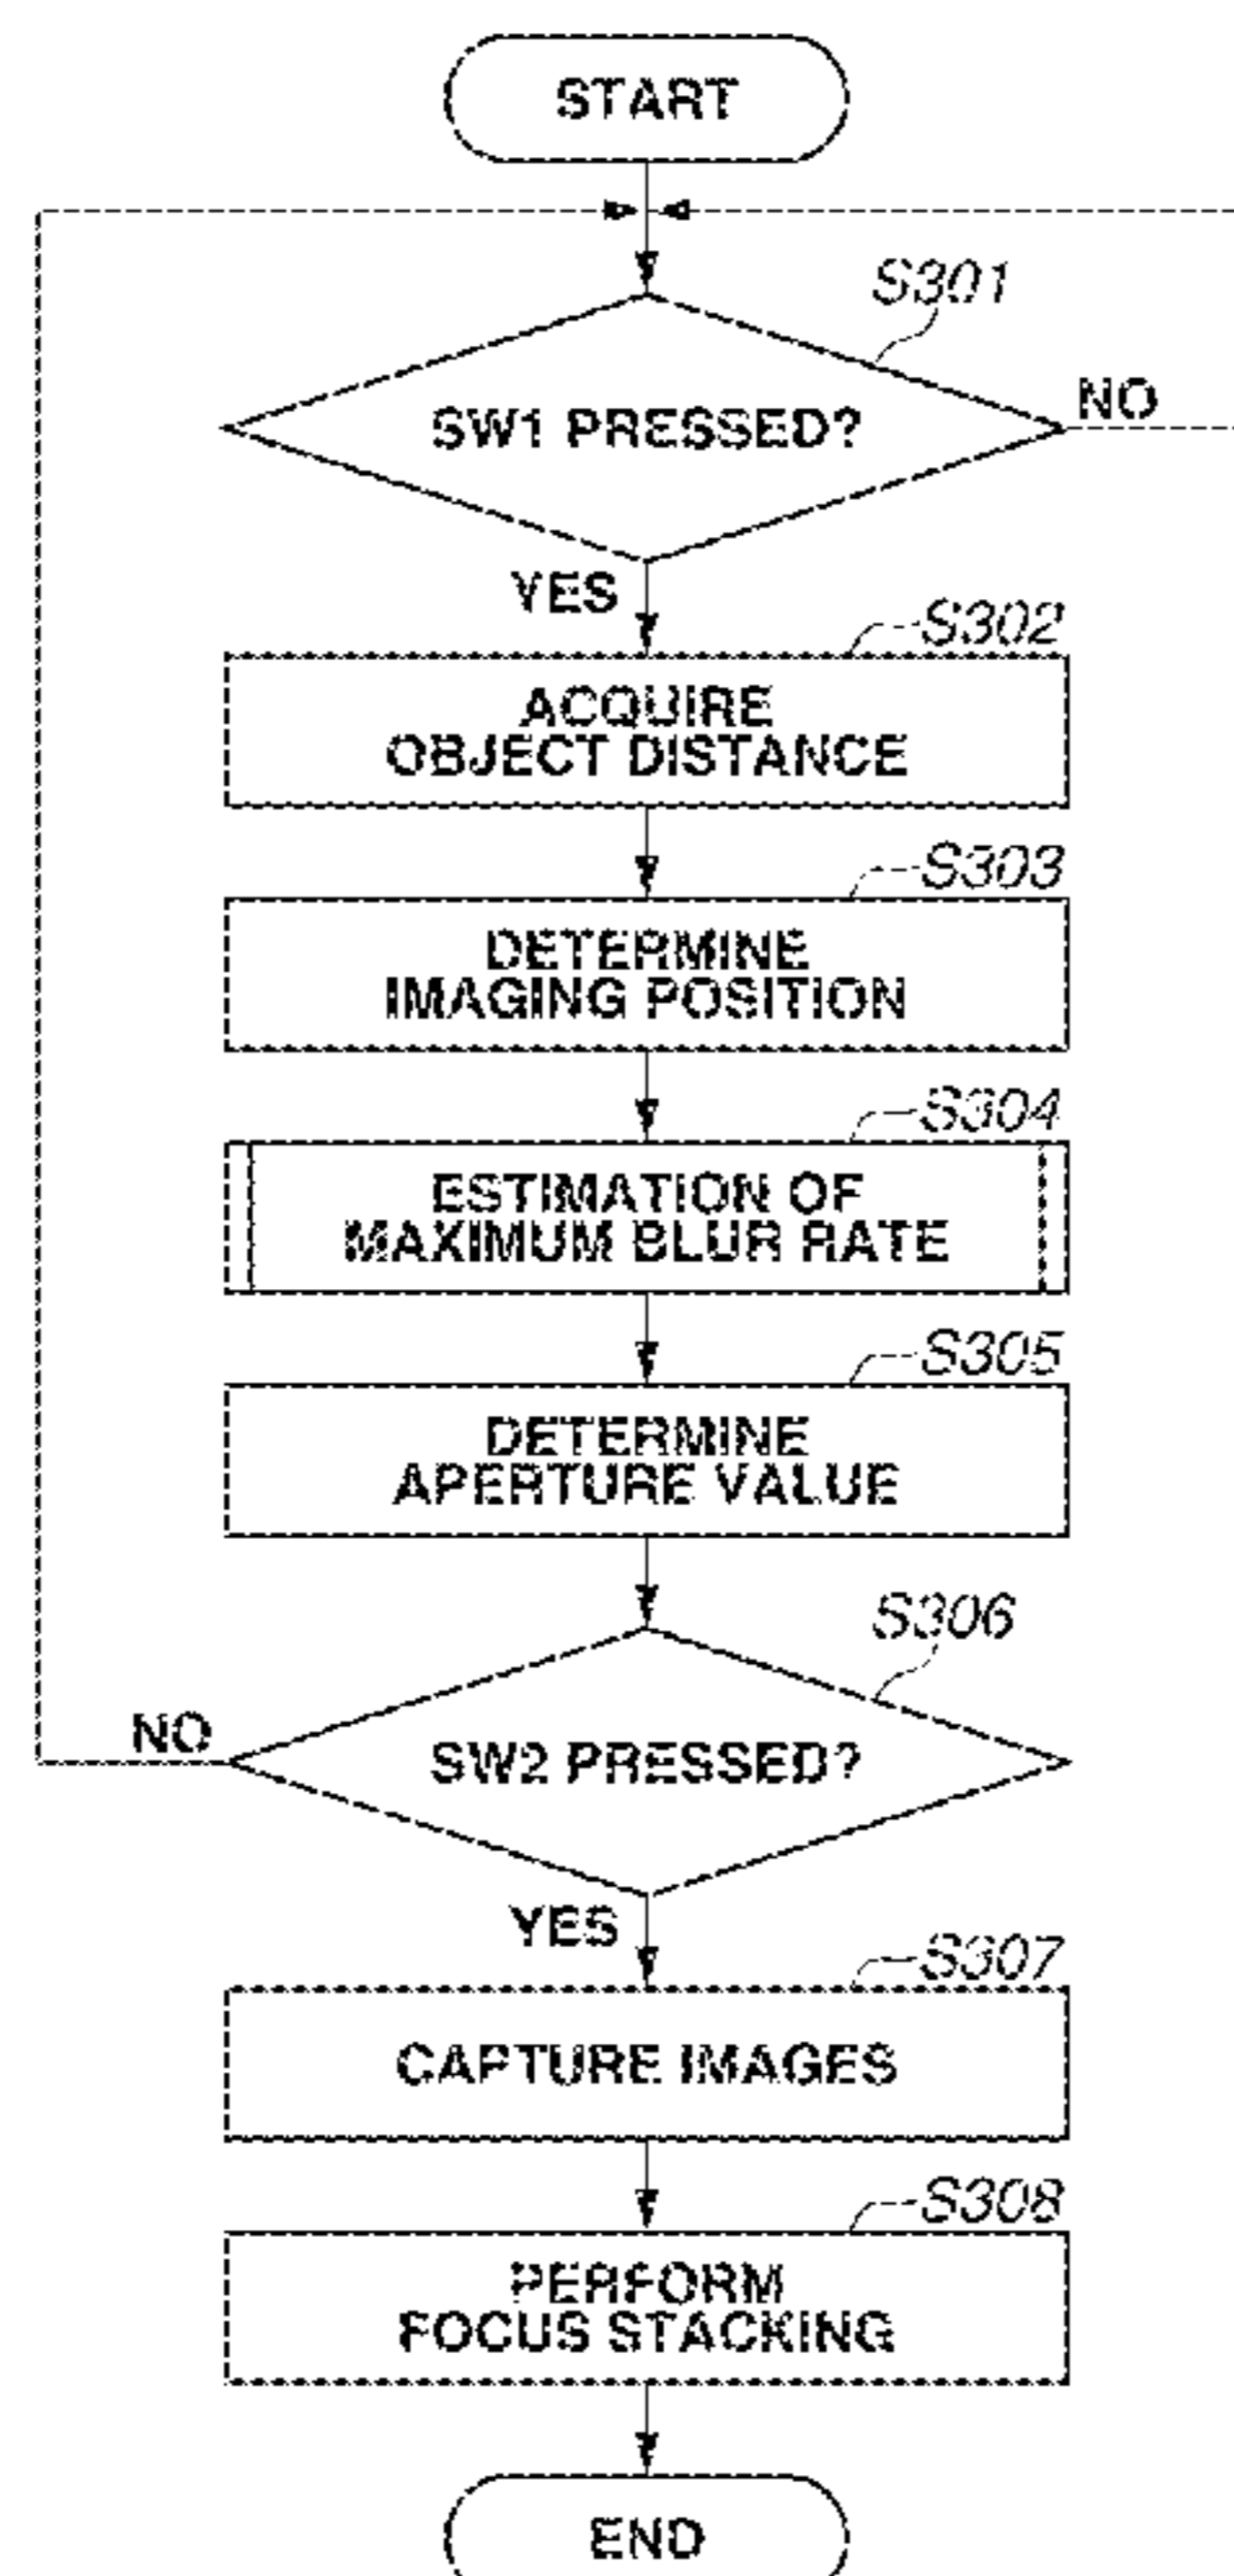 START
S301
SW1 PRESSED?
NO
YES
S302
ACQUIRE
OBJECT DISTANCE
S303
DETERMINE
IMAGING POSITION
S304
ESTIMATION OF
MAXIMUM BLUR RATE
S305
DETERMINE
APERTURE VALUE
S306
NO
SW2 PRESSED?
YES
S307
CAPTURE IMAGES
S308
PERFORM
FOCUS STACKING
END